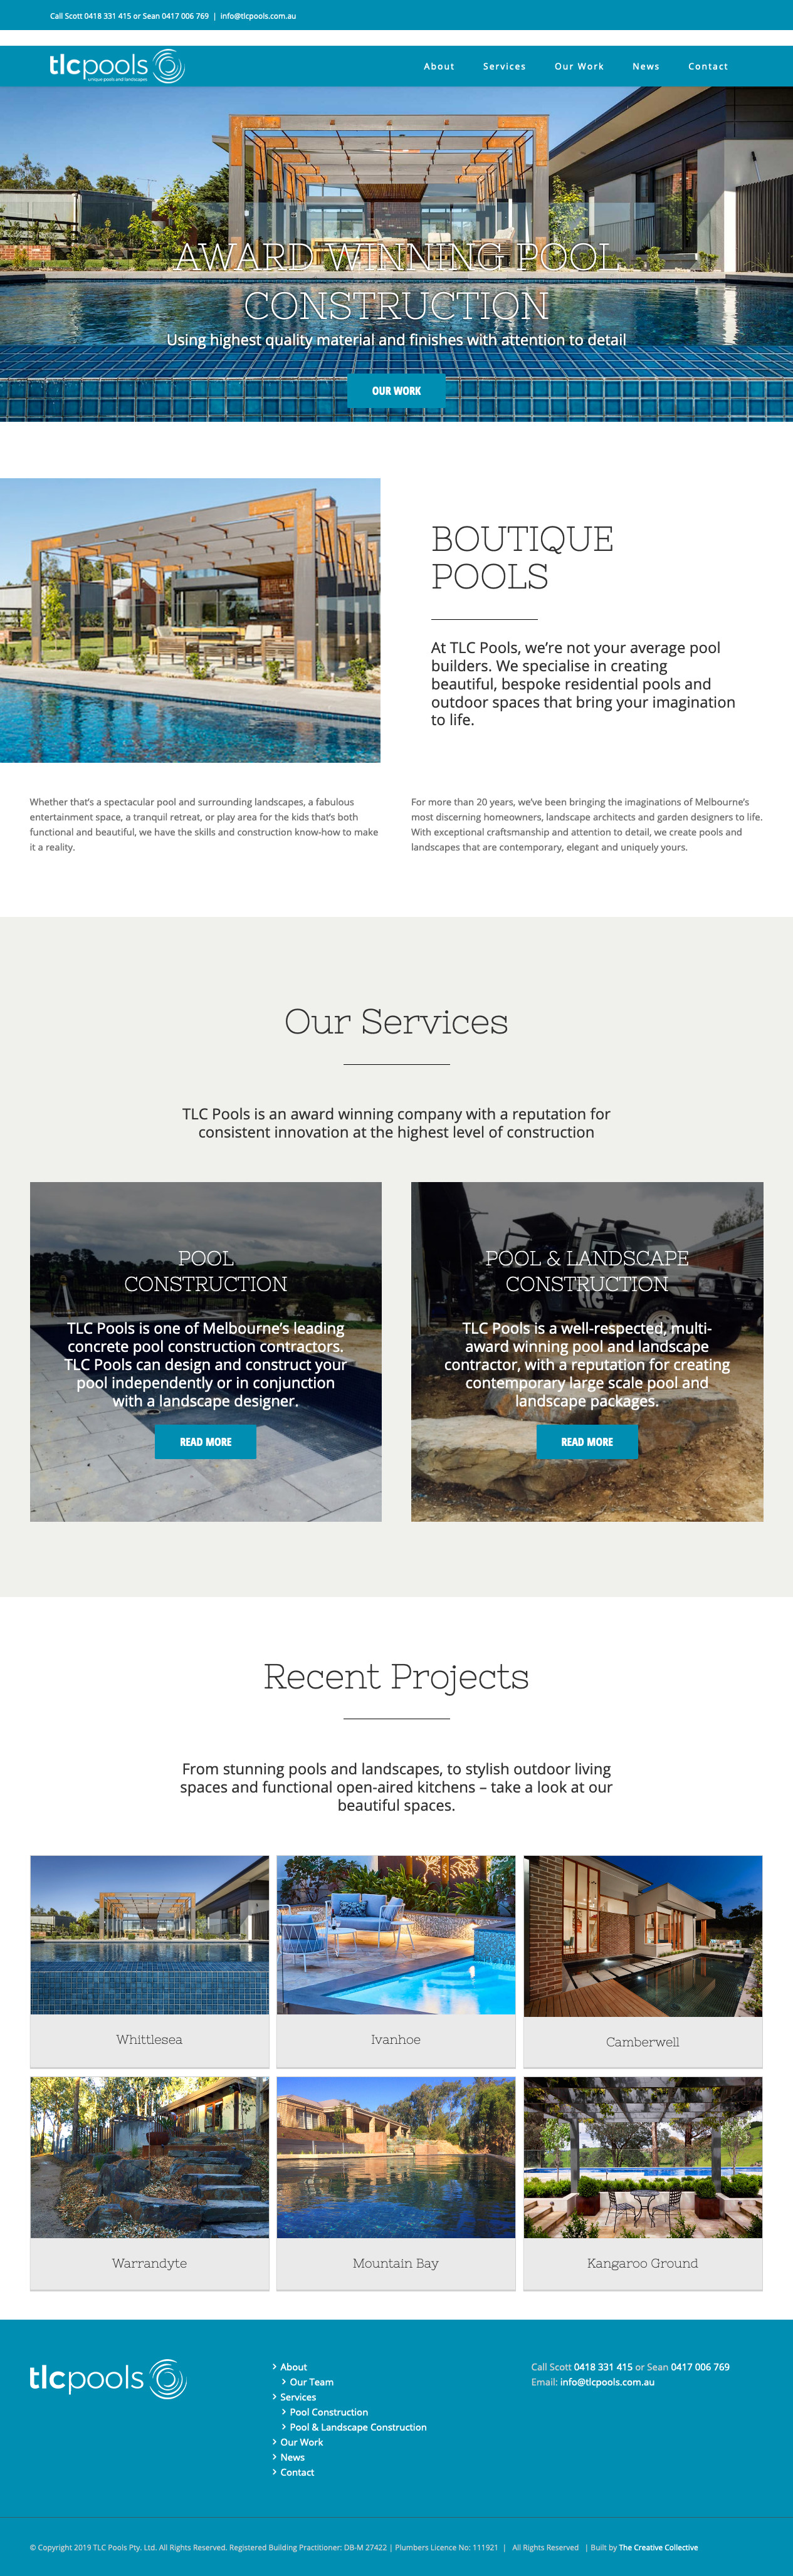 Call Scott 0418 331 415 or Sean 0417 006 769 | info@tlcpools.com.au
tlcpools
unique pools and landscapes
About Services Our Work News Contact
AWARD WINNING POOL
CONSTRUCTION
Using highest quality material and finishes with attention to detail
OUR WORK
BOUTIQUE
POOLS
At TLC Pools, we’re not your average pool
builders. We specialise in creating
beautiful, bespoke residential pools and
outdoor spaces that bring your imagination
to life.
Whether that’s a spectacular pool and surrounding landscapes, a fabulous
entertainment space, a tranquil retreat, or play area for the kids that’s both
functional and beautiful, we have the skills and construction know-how to make
it a reality.
For more than 20 years, we’ve been bringing the imaginations of Melbourne’s
most discerning homeowners, landscape architects and garden designers to life.
With exceptional craftsmanship and attention to detail, we create pools and
landscapes that are contemporary, elegant and uniquely yours.
Our Services
TLC Pools is an award winning company with a reputation for
consistent innovation at the highest level of construction
POOL
CONSTRUCTION
TLC Pools is one of Melbourne’s leading
concrete pool construction contractors.
TLC Pools can design and construct your
pool independently or in conjunction
with a landscape designer.
READ MORE
POOL & LANDSCAPE
CONSTRUCTION
TLC Pools is a well-respected, multi-
award winning pool and landscape
contractor, with a reputation for creating
contemporary large scale pool and
landscape packages.
READ MORE
tlc
Recent Projects
From stunning pools and landscapes, to stylish outdoor living
spaces and functional open-aired kitchens – take a look at our
beautiful spaces.
Whittlesea
Ivanhoe
Camberwell
Warrandyte
Mountain Bay
Kangaroo Ground
tlcpools
About
Our Team
Services
Pool Construction
Pool & Landscape Construction
Our Work
News
Contact
Call Scott 0418 331 415 or Sean 0417 006 769
Email: info@tlcpools.com.au
© Copyright 2019 TLC Pools Pty. Ltd. All Rights Reserved. Registered Building Practitioner: DB-M 27422 | Plumbers Licence No: 111921 | All Rights Reserved | Built by The Creative Collective